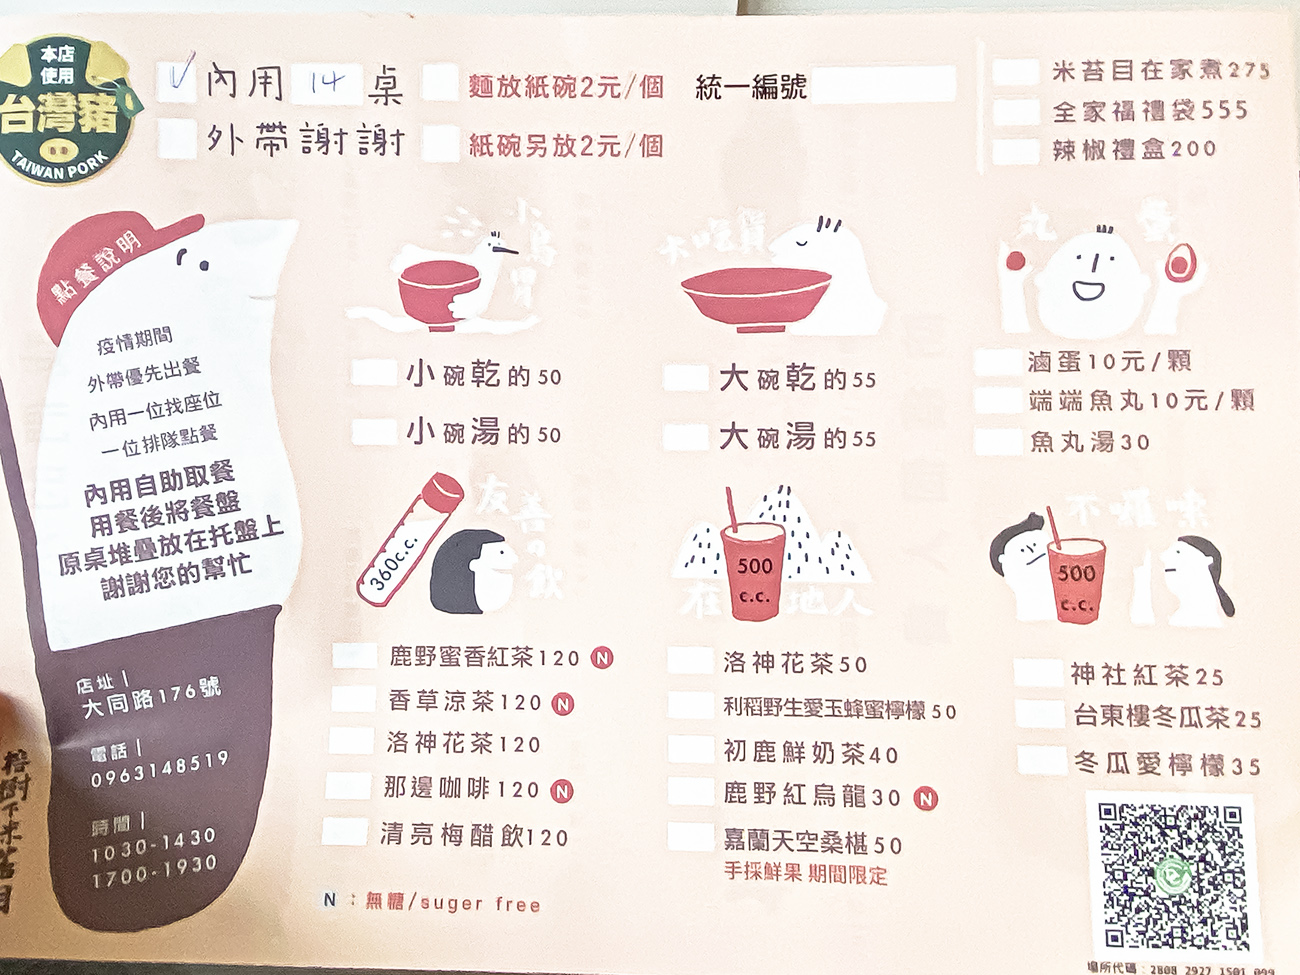 本店
使用
台灣豬
TAIWAN PORK
✓ 內用 14 桌
外帶謝謝
麵放紙碗2元/個
紙碗另放2元/個
統一編號
米苔目在家煮275
全家福禮袋555
辣椒禮盒200
點餐說明
疫情期間
外帶優先出餐
內用一位找座位
一位排隊點餐
內用自助取餐
用餐後將餐盤
原桌堆疊放在托盤上
謝謝您的幫忙
店址|
大同路176號
電話|
0963148519
時間|
1030-1430
1700-1930
榕樹下米苔目
小鳥胃
小碗乾的50
小碗湯的50
大吃貨
大碗乾的55
大碗湯的55
丸 蛋
滷蛋10元/顆
端端魚丸10元/顆
魚丸湯30
友善の飲
360c.c.
鹿野蜜香紅茶120 N
香草涼茶120 N
洛神花茶120
那邊咖啡120 N
清亮梅醋飲120
N：無糖/suger free
在地人
500
c.c.
洛神花茶50
利稻野生愛玉蜂蜜檸檬50
初鹿鮮奶茶40
鹿野紅烏龍30 N
嘉蘭天空桑椹50
手採鮮果 期間限定
不囉唆
500
c.c.
神社紅茶25
台東樓冬瓜茶25
冬瓜愛檸檬35
場所代碼：2808 2927 1501 099